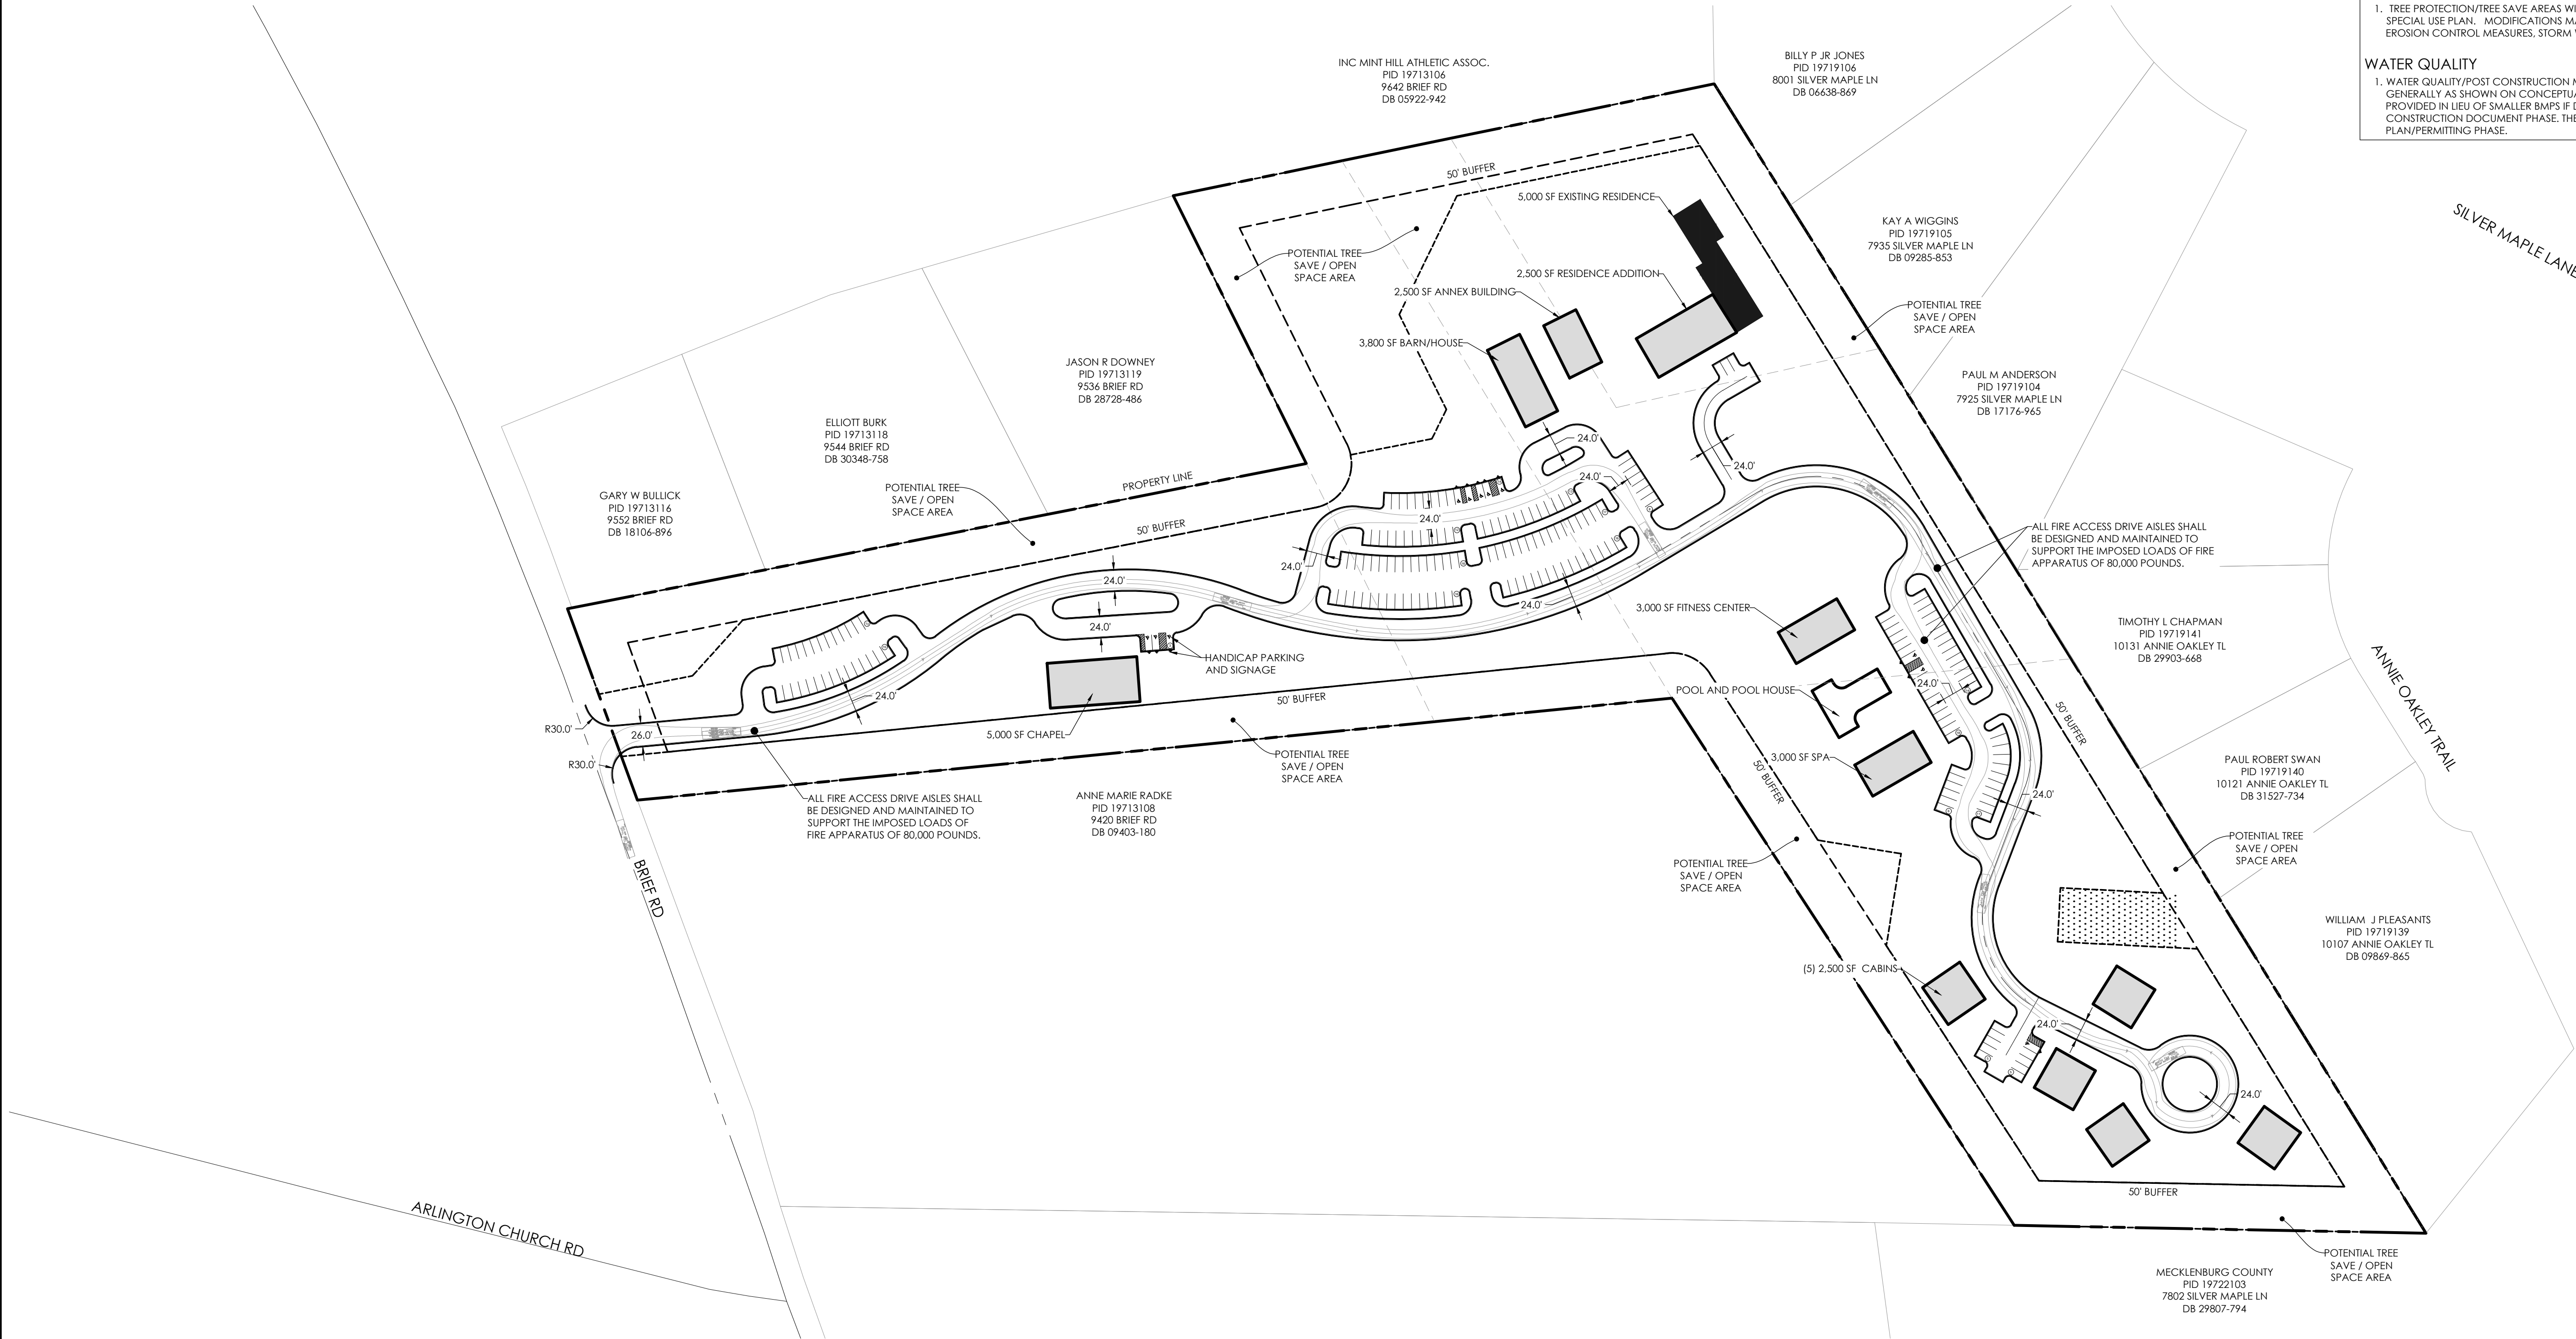 1. TREE PROTECTION/TREE SAVE AREAS
SPECIAL USE PLAN. MODIFICATIONS
EROSION CONTROL MEASURES, STORM
WATER QUALITY
1. WATER QUALITY/POST CONSTRUCTION
GENERALLY AS SHOWN ON
PROVIDED IN LIEU OF SMALLER BMPS IF
CONSTRUCTION DOCUMENT PHASE. THE
PLAN/PERMITTING PHASE.
INC MINT HILL ATHLETIC ASSOC.
PID 19713106
9642 BRIEF RD
DB 05922-942
BILLY P JR JONES
PID 19719106
8001 SILVER MAPLE LN
DB 06638-869
50' BUFFER
5,000 SF EXISTING RESIDENCE
KAY A WIGGINS
PID 19719105
7935 SILVER MAPLE LN
DB 09285-853
SILVER MAPLE LANE
POTENTIAL TREE
SAVE / OPEN
SPACE AREA
2,500 SF RESIDENCE ADDITION
2,500 SF ANNEX BUILDING
3,800 SF BARN/HOUSE
POTENTIAL TREE
SAVE / OPEN
SPACE AREA
JASON R DOWNEY
PID 19713119
9536 BRIEF RD
DB 28728-486
PAUL M ANDERSON
PID 19719104
7925 SILVER MAPLE LN
DB 17176-965
ELLIOTT BURK
PID 19713118
9544 BRIEF RD
DB 30348-758
24.0'
24.0'
24.0'
PROPERTY LINE
GARY W BULLICK
PID 19713116
9552 BRIEF RD
DB 18106-896
POTENTIAL TREE
SAVE / OPEN
SPACE AREA
50' BUFFER
24.0'
ALL FIRE ACCESS DRIVE AISLES SHALL
BE DESIGNED AND MAINTAINED TO
SUPPORT THE IMPOSED LOADS OF FIRE
APPARATUS OF 80,000 POUNDS.
24.0'
24.0'
24.0'
24.0'
3,000 SF FITNESS CENTER
TIMOTHY L CHAPMAN
PID 19719141
10131 ANNIE OAKLEY TL
DB 29903-668
ANNIE OAKLEY TRAIL
HANDICAP PARKING
AND SIGNAGE
24.0'
24.0'
POOL AND POOL HOUSE
50' BUFFER
50' BUFFER
R30.0'
26.0'
5,000 SF CHAPEL
R30.0'
POTENTIAL TREE
SAVE / OPEN
SPACE AREA
3,000 SF SPA
50' BUFFER
PAUL ROBERT SWAN
PID 19719140
10121 ANNIE OAKLEY TL
DB 31527-734
24.0'
ALL FIRE ACCESS DRIVE AISLES SHALL
BE DESIGNED AND MAINTAINED TO
SUPPORT THE IMPOSED LOADS OF
FIRE APPARATUS OF 80,000 POUNDS.
ANNE MARIE RADKE
PID 19713108
9420 BRIEF RD
DB 09403-180
POTENTIAL TREE
SAVE / OPEN
SPACE AREA
BRIEF RD
POTENTIAL TREE
SAVE / OPEN
SPACE AREA
WILLIAM J PLEASANTS
PID 19719139
10107 ANNIE OAKLEY TL
DB 09869-865
(5) 2,500 SF CABINS
24.0'
24.0'
50' BUFFER
ARLINGTON CHURCH RD
POTENTIAL TREE
SAVE / OPEN
SPACE AREA
MECKLENBURG COUNTY
PID 19722103
7802 SILVER MAPLE LN
DB 29807-794